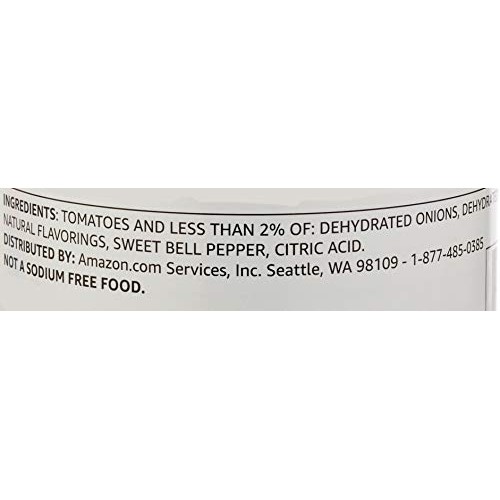 INGREDIENTS: TOMATOES AND LESS THAN 2% OF: DEHYDRATED ONIONS,
NATURAL FLAVORINGS, SWEET BELL PEPPER, CITRIC ACID.
DISTRIBUTED BY: Amazon.com Services, Inc. Seattle, WA 98109 - 1-877-485-0385
NOT A SODIUM FREE FOOD.